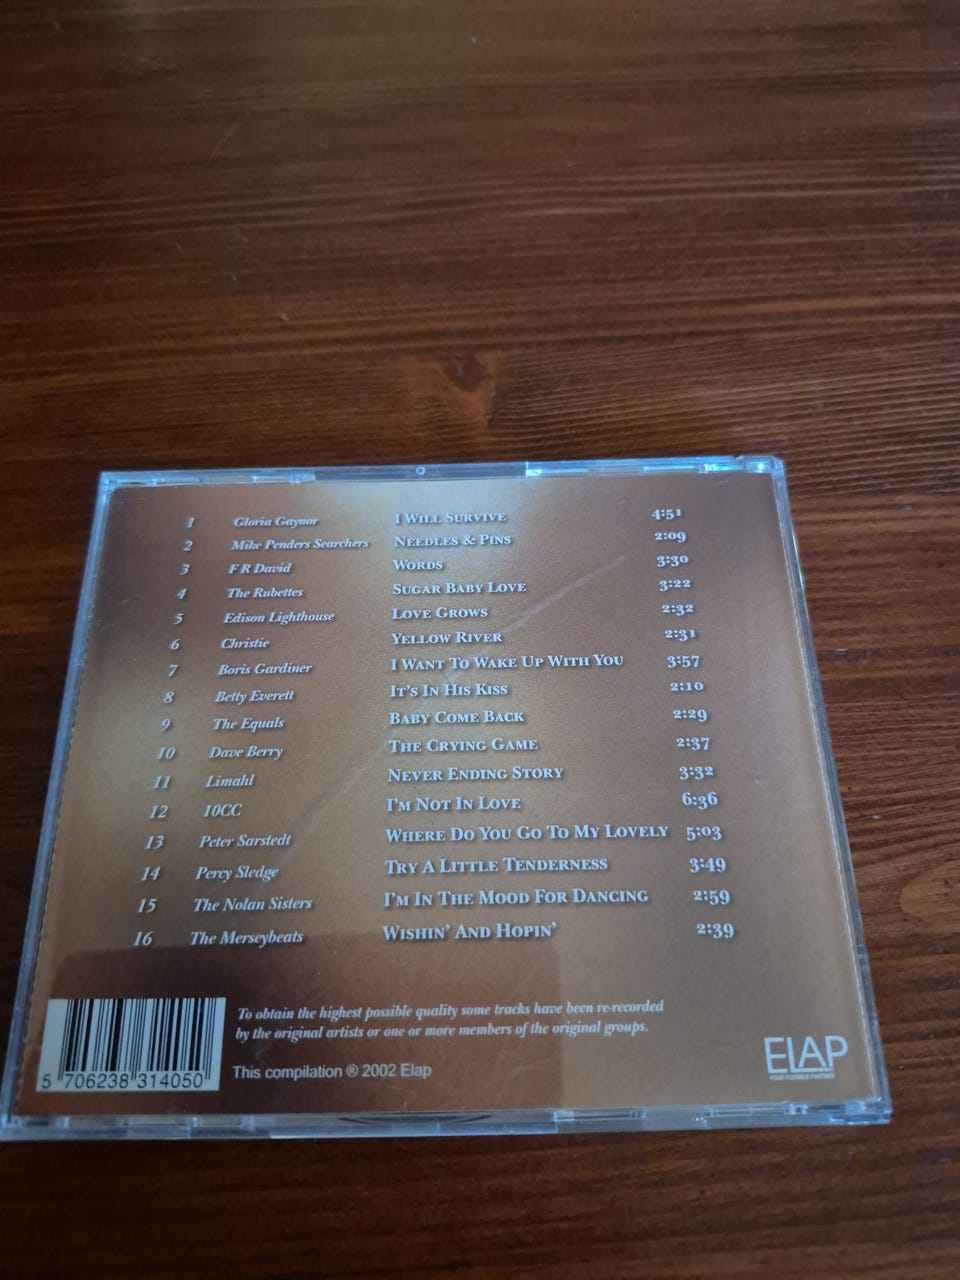 1 Gloria Gaynor I Will Survive 4:51
2 Mike Penders Searchers Needles & Pins 2:09
3 F R David Words 3:30
4 The Rubettes Sugar Baby Love 3:22
5 Edison Lighthouse Love Grows 2:32
6 Christie Yellow River 2:31
7 Boris Gardiner I Want To Wake Up With You 3:57
8 Betty Everett It's In His Kiss 2:10
9 The Equals Baby Come Back 2:29
10 Dave Berry The Crying Game 2:37
11 Limahl Never Ending Story 3:32
12 10CC I'm Not In Love 6:36
13 Peter Sarstedt Where Do You Go To My Lovely 5:03
14 Percy Sledge Try A Little Tenderness 3:49
15 The Nolan Sisters I'm In The Mood For Dancing 2:59
16 The Merseybeats Wishin' And Hopin' 2:39
To obtain the highest possible quality some tracks have been re-recorded
by the original artists or one or more members of the original groups.
This compilation ® 2002 Elap
5 706238 314050
ELAP
YOUR FLEXIBLE PARTNER